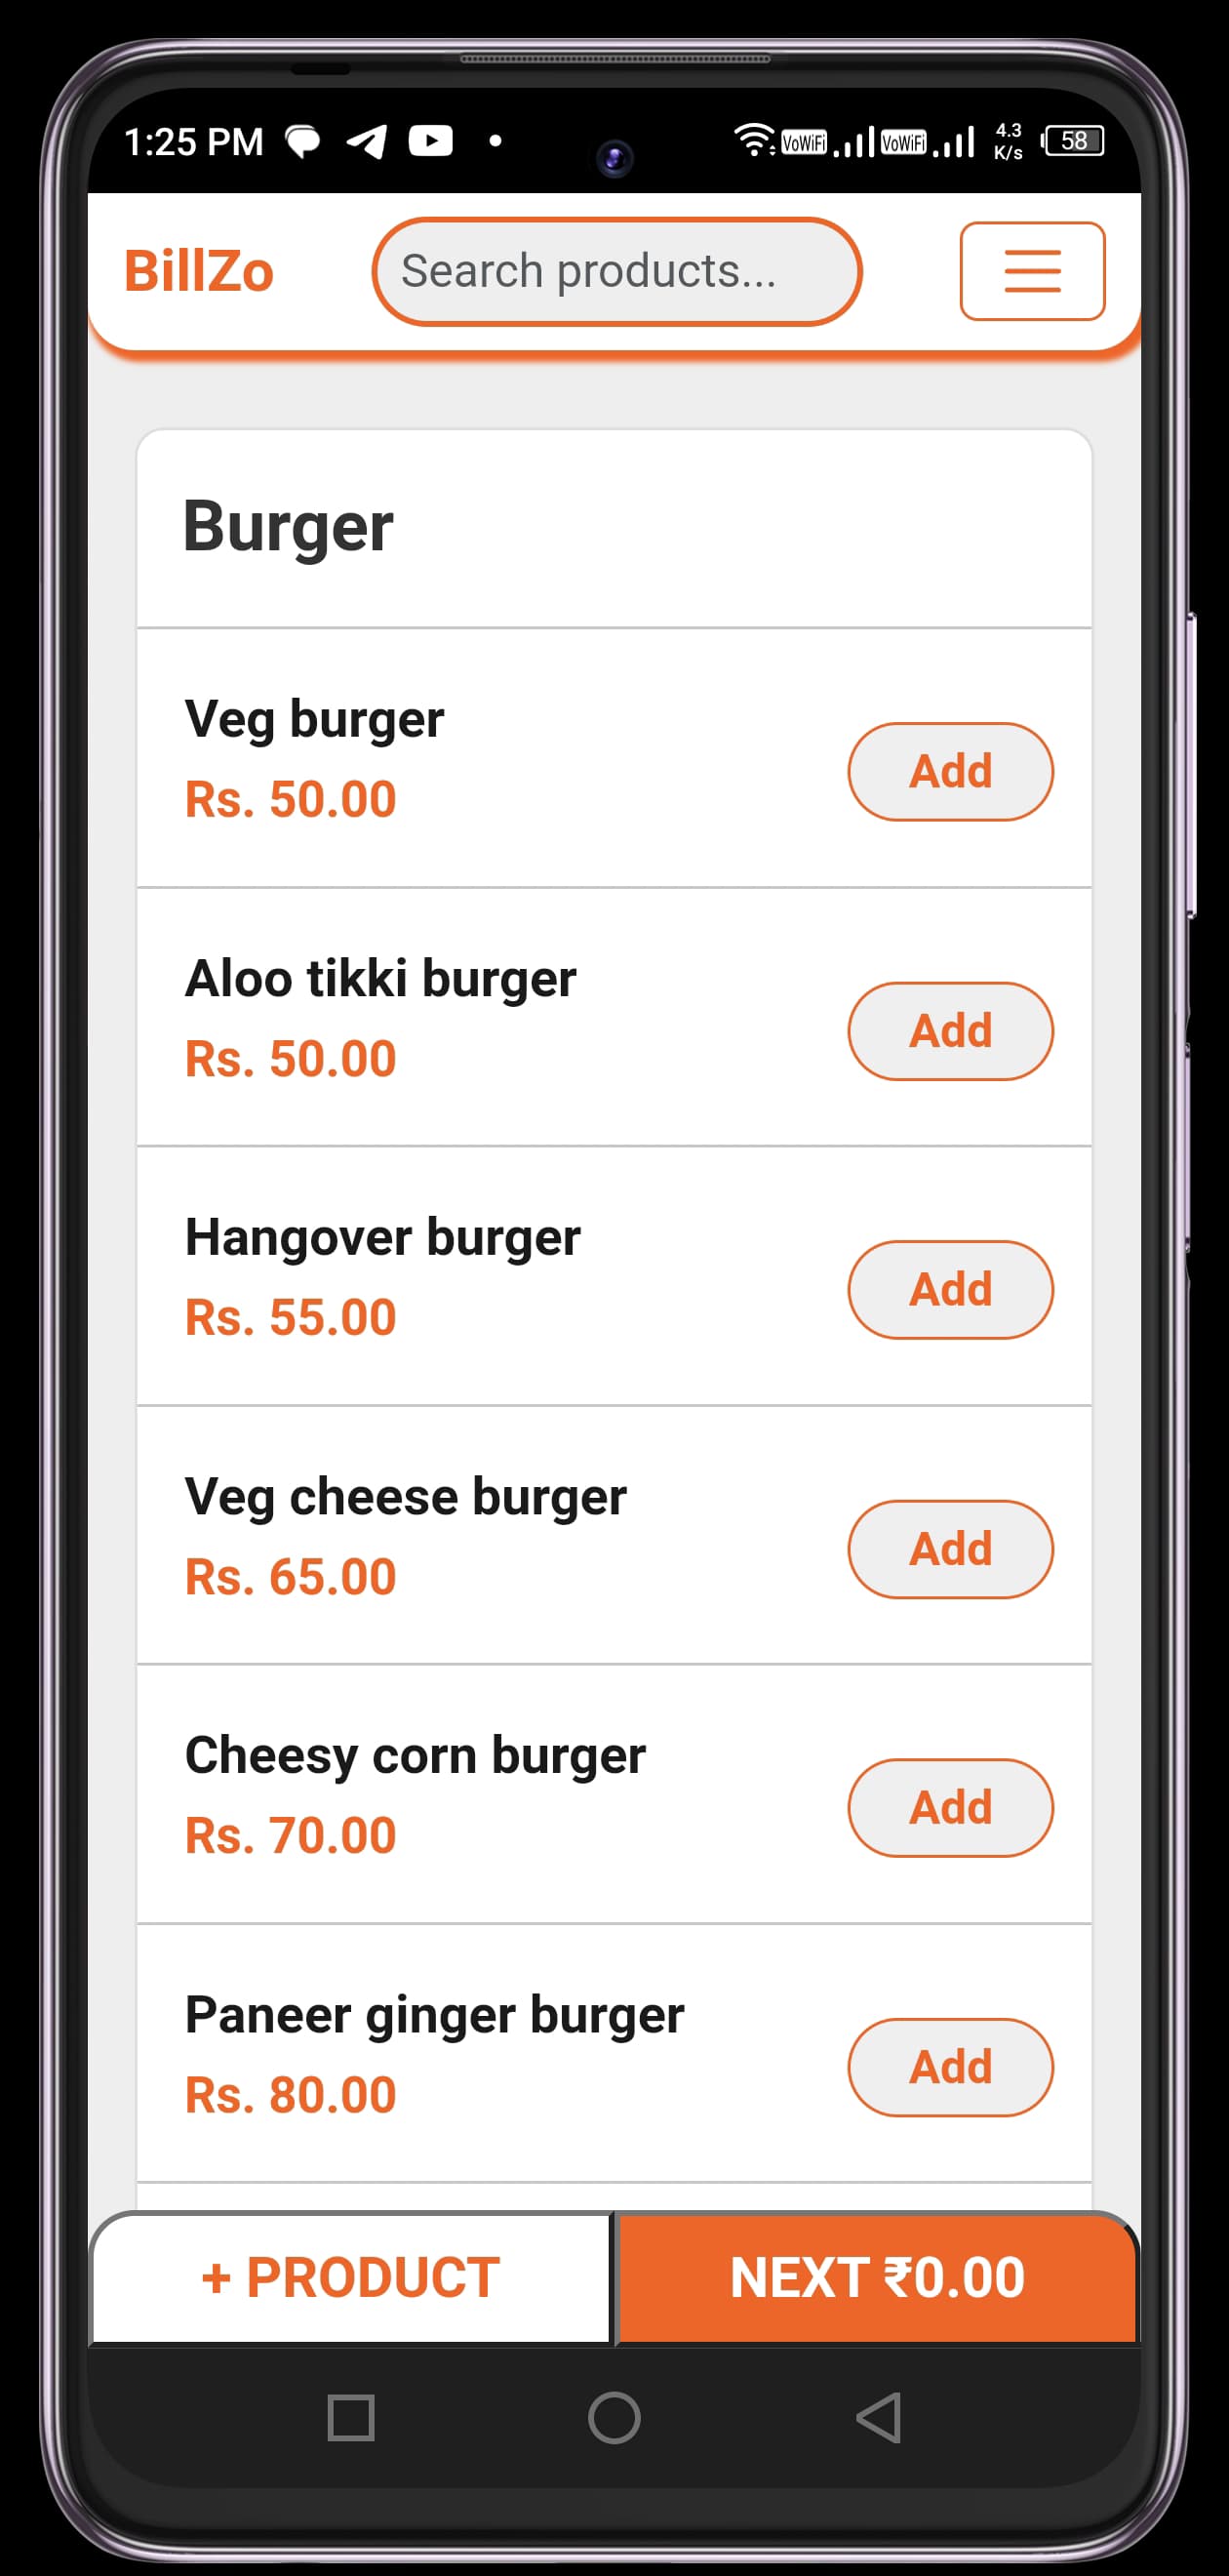 1:25 PM VoWiFi VoWiFi 4.3 K/s 58
BillZo Search products...
Burger
Veg burger
Rs. 50.00
Add
Aloo tikki burger
Rs. 50.00
Add
Hangover burger
Rs. 55.00
Add
Veg cheese burger
Rs. 65.00
Add
Cheesy corn burger
Rs. 70.00
Add
Paneer ginger burger
Rs. 80.00
Add
+ PRODUCT NEXT ₹0.00